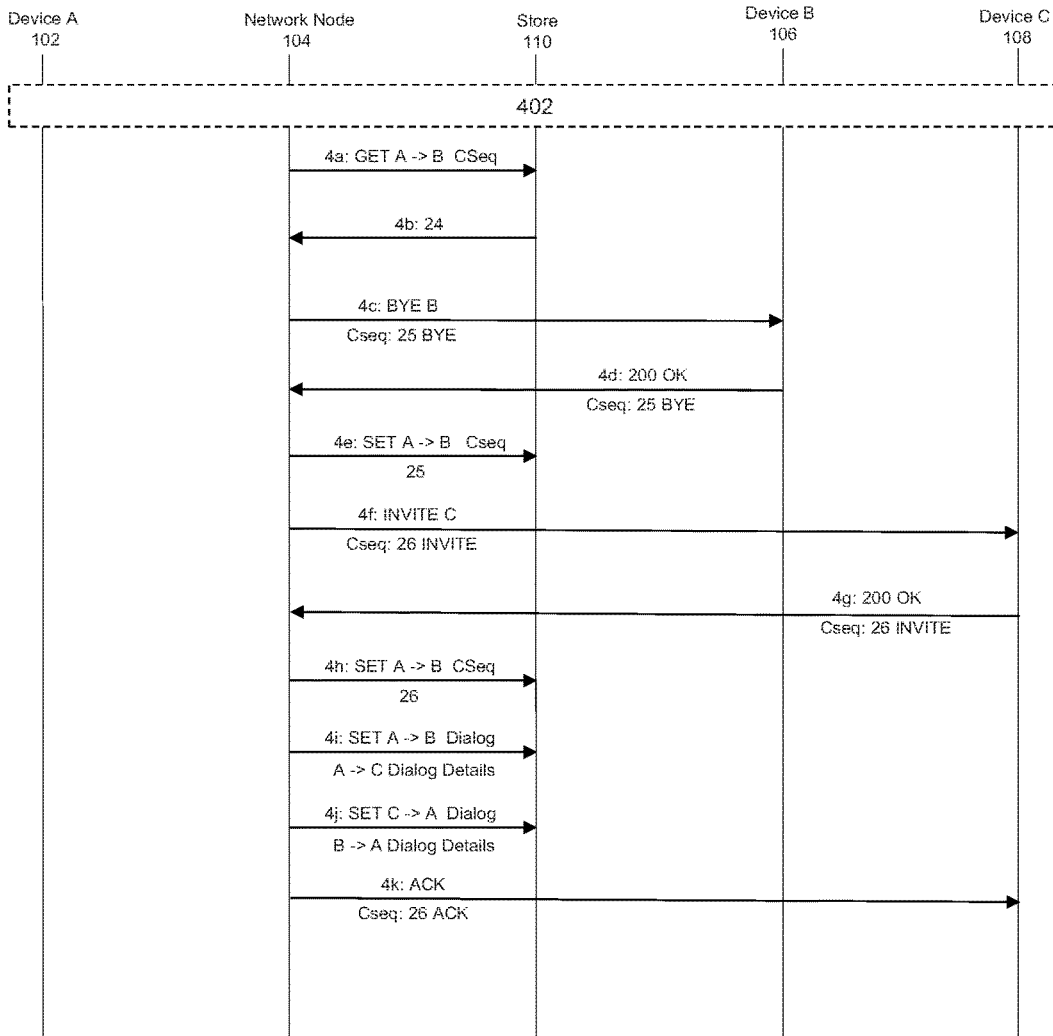 Device A
102
Network Node
104
Store
110
Device B
106
Device C
108
402
4a: GET A -> B CSeq
4b: 24
4c: BYE B
Cseq: 25 BYE
4d: 200 OK
Cseq: 25 BYE
4e: SET A -> B Cseq
25
4f: INVITE C
Cseq: 26 INVITE
4g: 200 OK
Cseq: 26 INVITE
4h: SET A -> B CSeq
26
4i: SET A -> B Dialog
A -> C Dialog Details
4j: SET C -> A Dialog
B -> A Dialog Details
4k: ACK
Cseq: 26 ACK